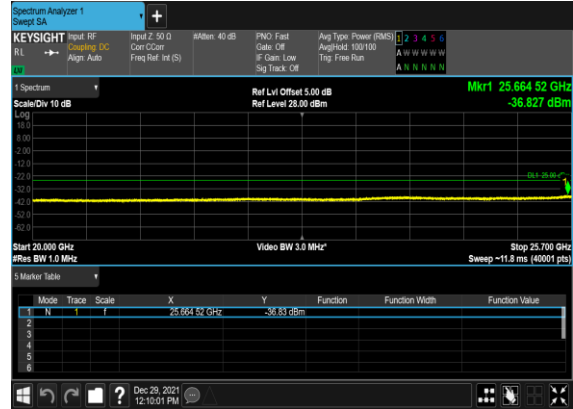 Spectrum Analyzer 1
Swept SA
KEYSIGHT Input: RF Input Z: 50 Ω #Atten: 40 dB PNO: Fast Avg Type: Power (RMS) 1 2 3 4 5 6
RL Coupling: DC Corr CCorr Gate: Off Avg|Hold: 100/100 A W W W W W
Align: Auto Freq Ref: Int (S) IF Gain: Low Trig: Free Run
Sig Track: Off A N N N N N
1 Spectrum Ref Lvl Offset 5.00 dB Mkr1 25.664 52 GHz
Scale/Div 10 dB Ref Level 28.00 dBm -36.827 dBm
Log
18.0
8.00
-2.00
-12.0
DL1 -25.00
-22.0
-32.0
-42.0
-52.0
-62.0
Start 20.000 GHz Video BW 3.0 MHz* Stop 25.700 GHz
#Res BW 1.0 MHz Sweep ~11.8 ms (40001 pts)
5 Marker Table
Mode Trace Scale X Y Function Function Width Function Value
1 N 1 f 25.664 52 GHz -36.83 dBm
2
3
4
5
6
? Dec 29, 2021
12:10:01 PM